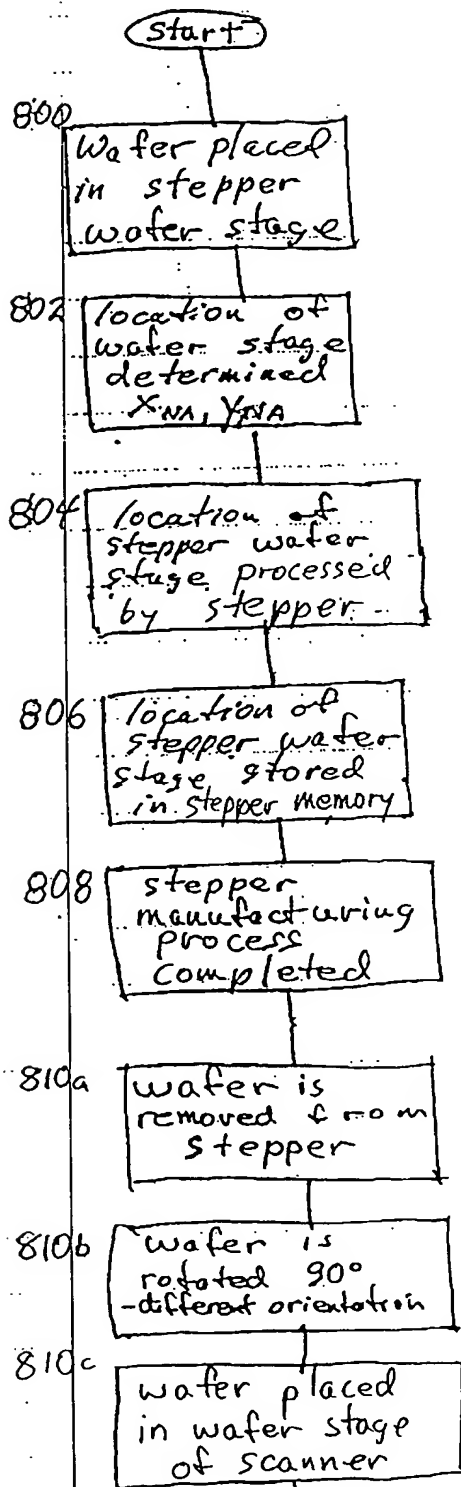 Start
800
Wafer placed
in stepper
wafer stage
802
location of
wafer stage
determined
XNA, YNA
804
location of
stepper wafer
stage processed
by stepper
806
location of
stepper wafer
stage stored
in stepper memory
808
stepper
manufacturing
process
completed
810a
wafer is
removed from
stepper
810b
wafer is
rotated 90°
-different orientation
810c
wafer placed
in wafer stage
of scanner